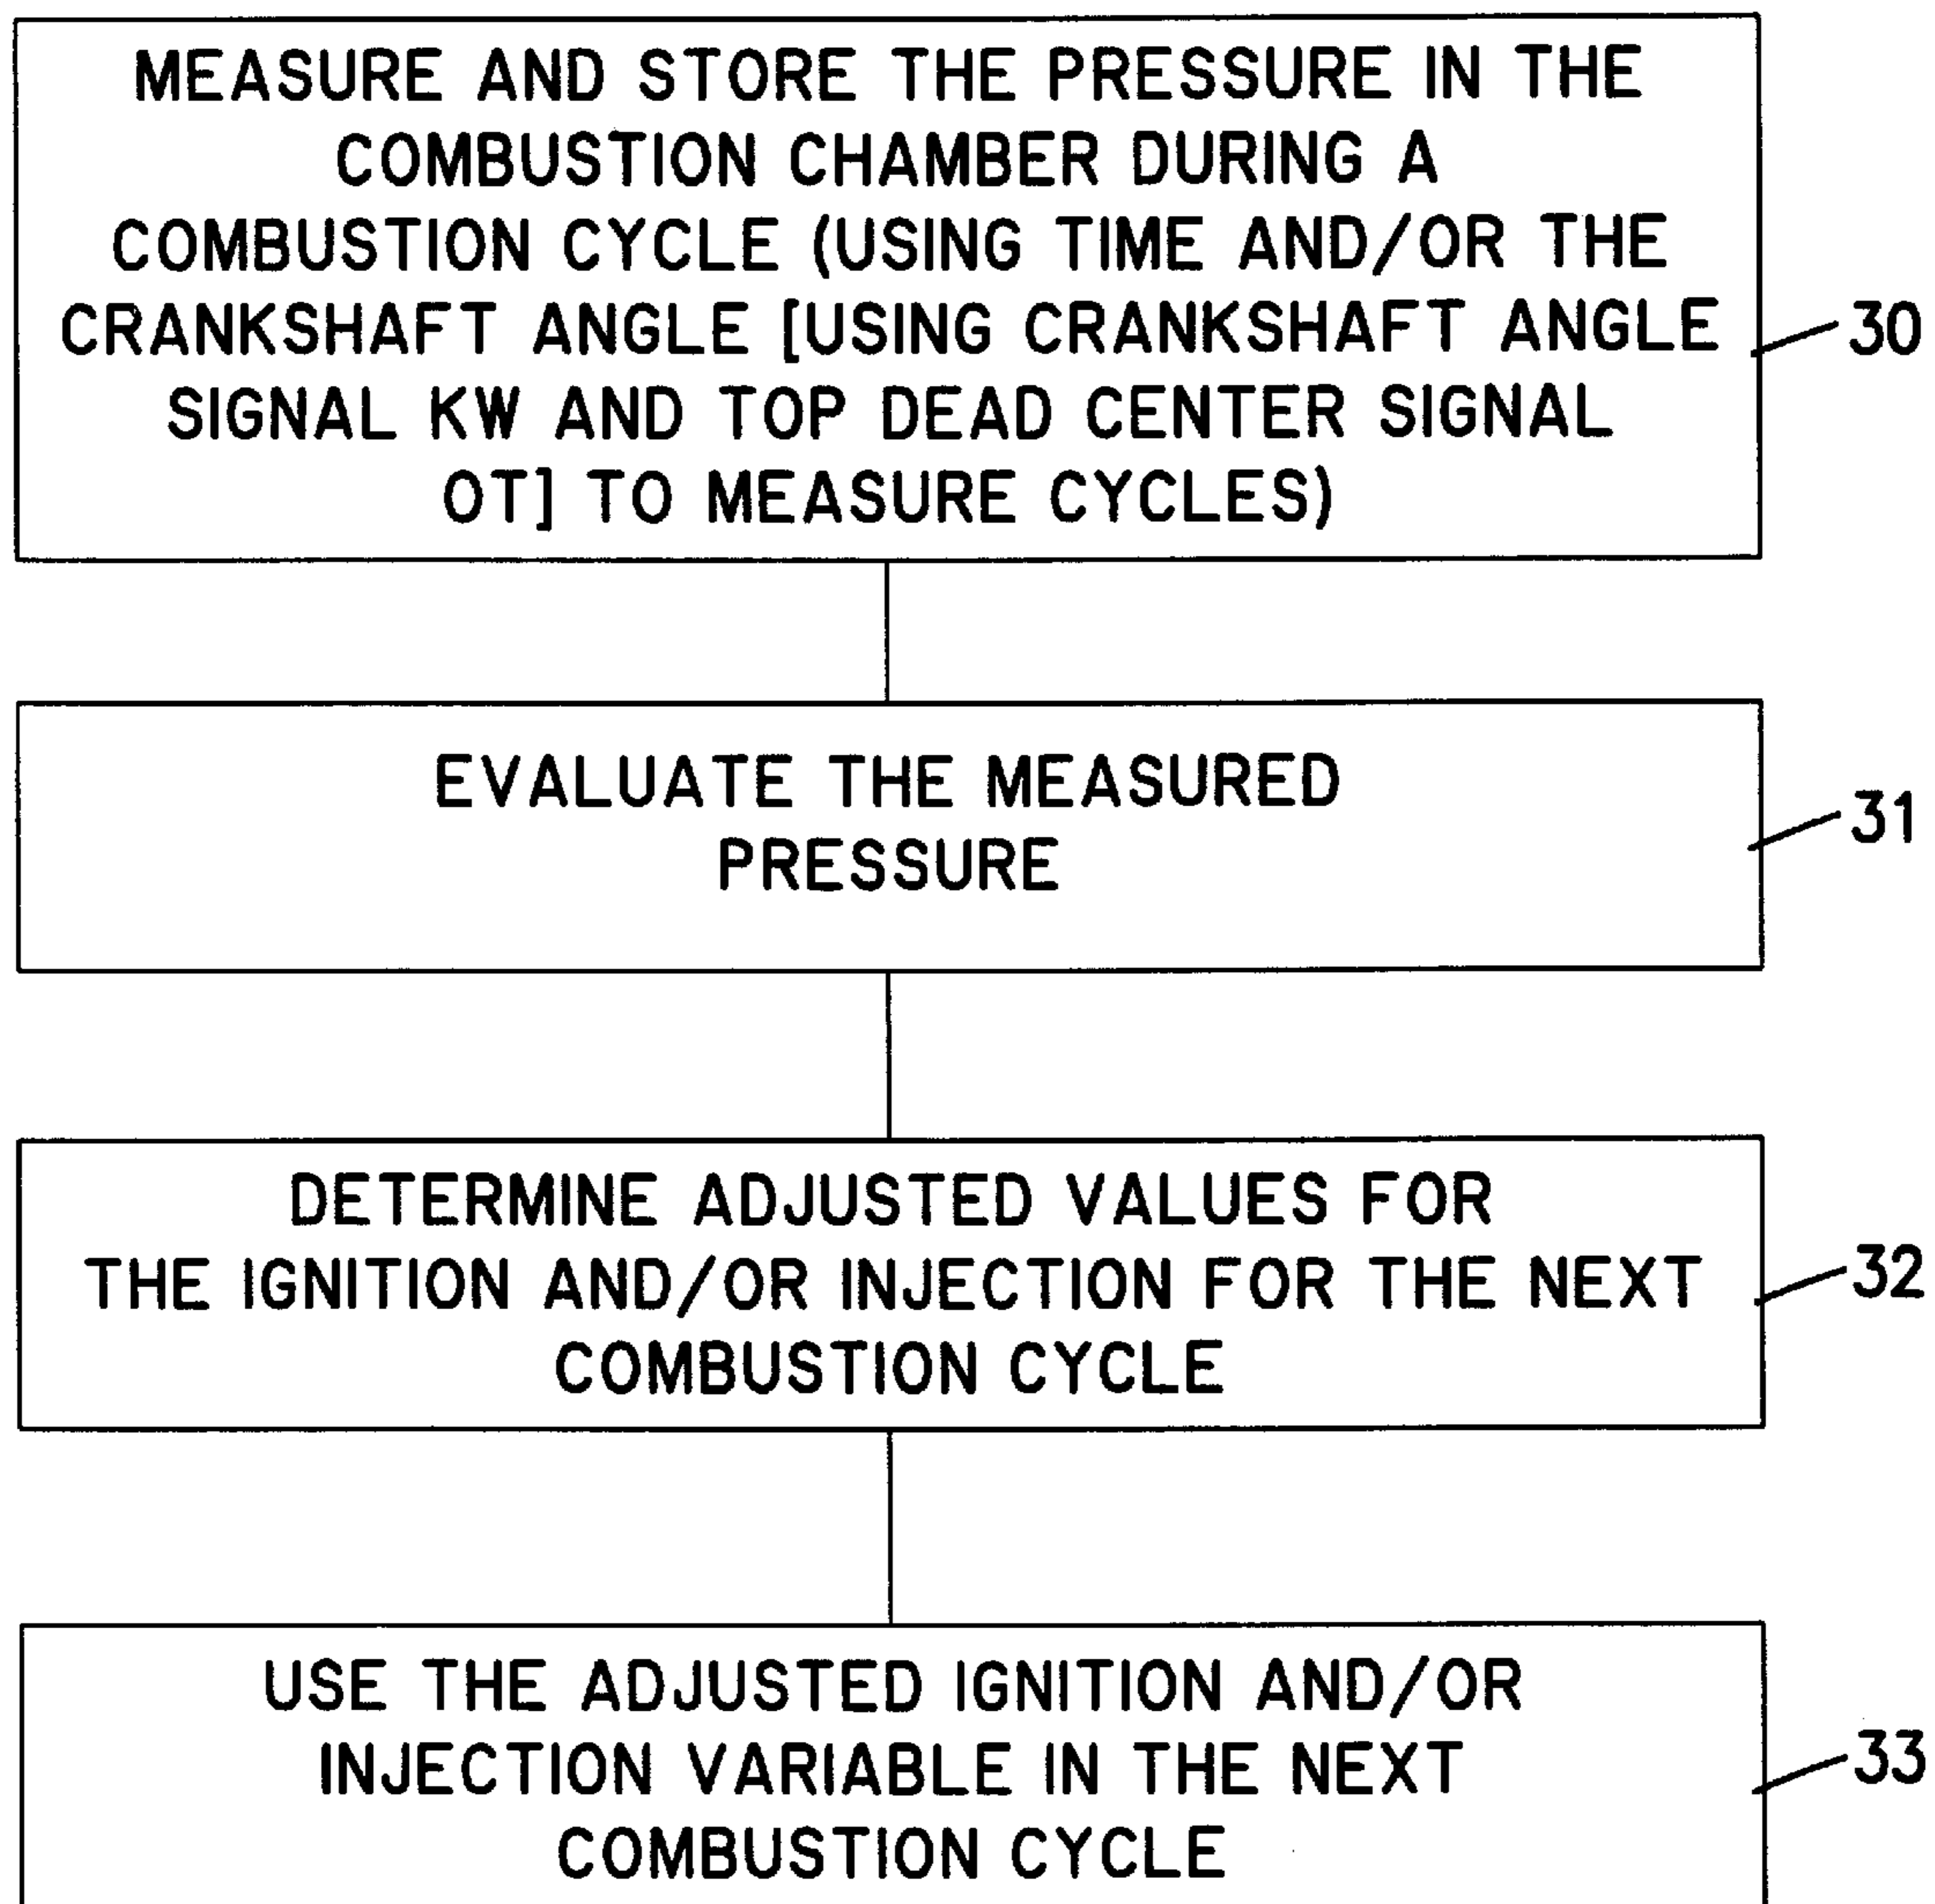 MEASURE AND STORE THE PRESSURE IN THE
COMBUSTION CHAMBER DURING A
COMBUSTION CYCLE (USING TIME AND/OR THE
CRANKSHAFT ANGLE [USING CRANKSHAFT ANGLE
SIGNAL KW AND TOP DEAD CENTER SIGNAL
OT] TO MEASURE CYCLES)
30
EVALUATE THE MEASURED
PRESSURE
31
DETERMINE ADJUSTED VALUES FOR
THE IGNITION AND/OR INJECTION FOR THE NEXT
COMBUSTION CYCLE
32
USE THE ADJUSTED IGNITION AND/OR
INJECTION VARIABLE IN THE NEXT
COMBUSTION CYCLE
33